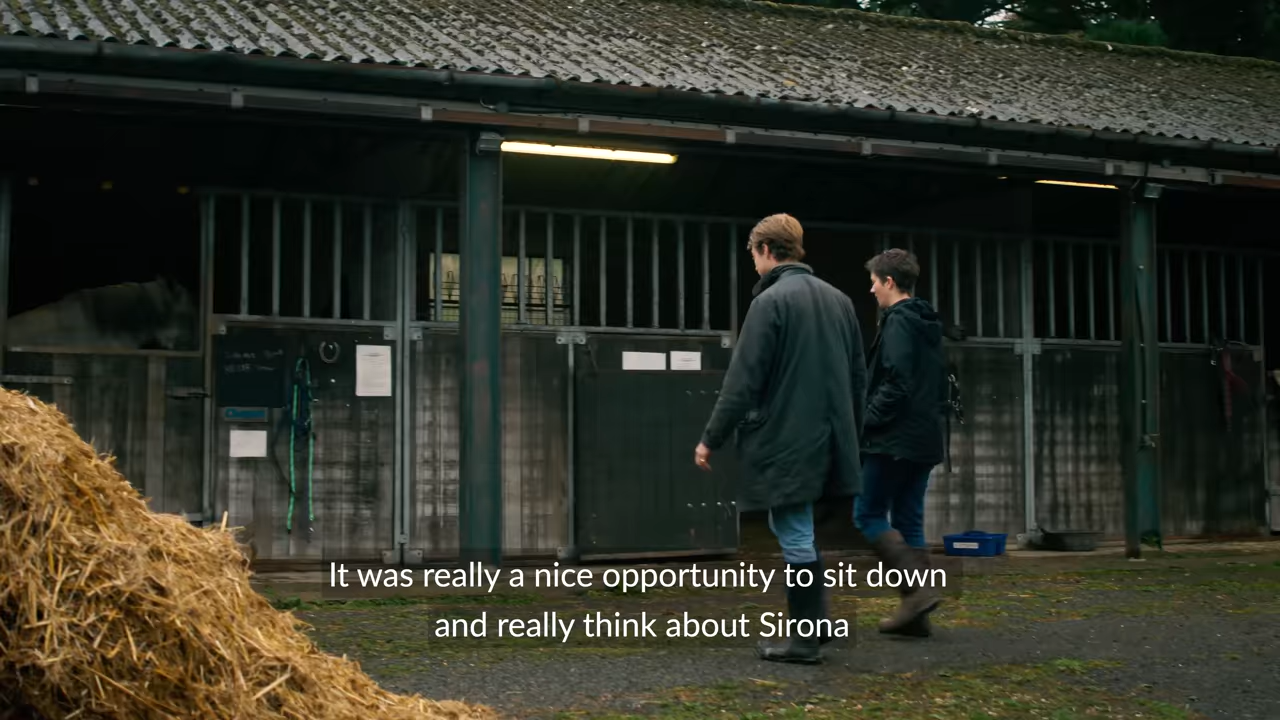 It was really a nice opportunity to sit down
and really think about Sirona